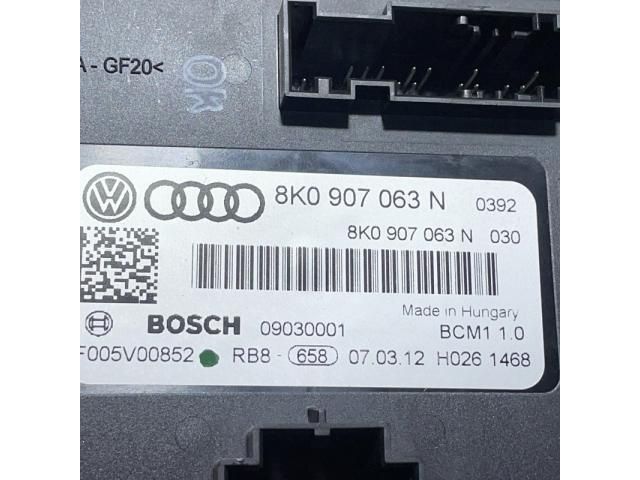 A - GF20<
OK
8K0 907 063 N 0392
8K0 907 063 N 030
Made in Hungary
BOSCH 09030001 BCM1 1.0
F005V00852 RB8 - 658 07.03.12 H026 1468